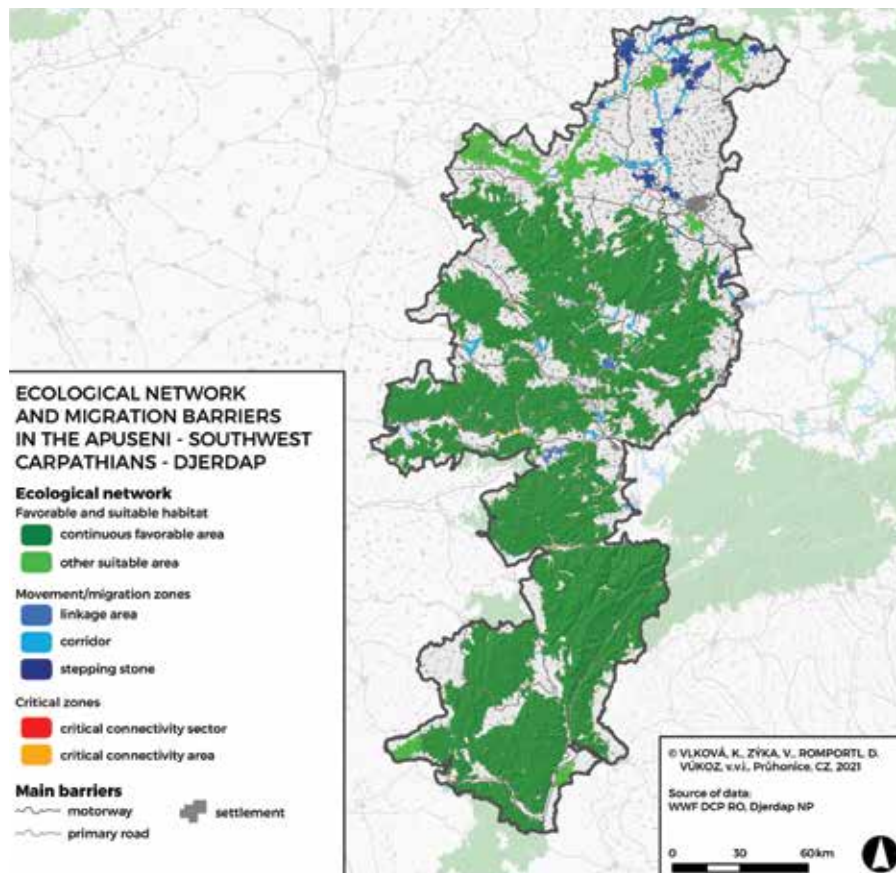 ECOLOGICAL NETWORK
AND MIGRATION BARRIERS
IN THE APUSENI - SOUTHWEST
CARPATHIANS - DJERDAP
Ecological network
Favorable and suitable habitat
continuous favorable area
other suitable area
Movement/migration zones
linkage area
corridor
stepping stone
Critical zones
critical connectivity sector
critical connectivity area
Main barriers
motorway
settlement
primary road
© VLKOVÁ, K., ZÝKA, V., ROMPORTL, D.
VÚKOZ, v.v.i., Průhonice, CZ, 2021
Source of data:
WWF DCP RO, Djerdap NP
0 30 60 km